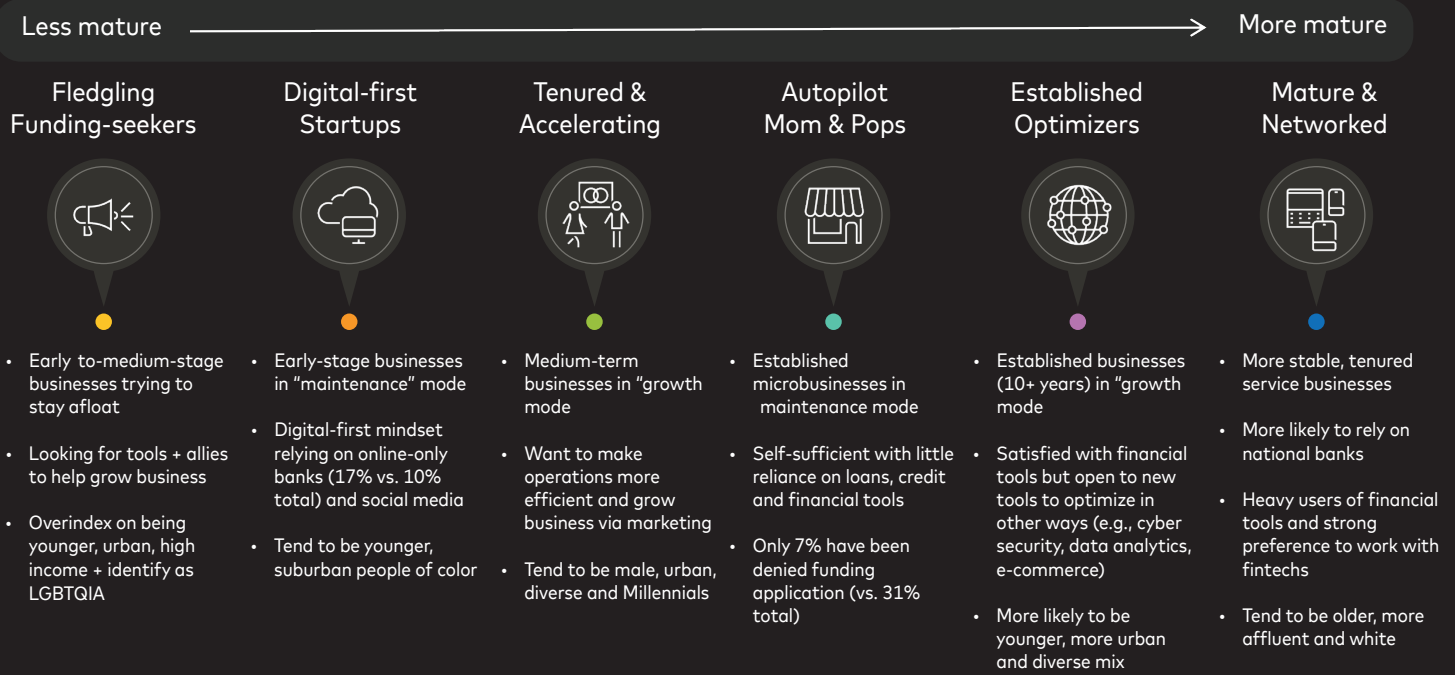 Less mature
More mature
Fledgling
Funding-seekers
Digital-first
Startups
Tenured &
Accelerating
Autopilot
Mom & Pops
Established
Optimizers
Mature &
Networked
• Early to-medium-stage
businesses trying to
stay afloat
• Looking for tools + allies
to help grow business
• Overindex on being
younger, urban, high
income + identify as
LGBTQIA
• Early-stage businesses
in “maintenance” mode
• Digital-first mindset
relying on online-only
banks (17% vs. 10%
total) and social media
• Tend to be younger,
suburban people of color
• Medium-term
businesses in “growth
mode
• Want to make
operations more
efficient and grow
business via marketing
• Tend to be male, urban,
diverse and Millennials
• Established
microbusinesses in
maintenance mode
• Self-sufficient with little
reliance on loans, credit
and financial tools
• Only 7% have been
denied funding
application (vs. 31%
total)
• Established businesses
(10+ years) in “growth
mode
• Satisfied with financial
tools but open to new
tools to optimize in
other ways (e.g., cyber
security, data analytics,
e-commerce)
• More likely to be
younger, more urban
and diverse mix
• More stable, tenured
service businesses
• More likely to rely on
national banks
• Heavy users of financial
tools and strong
preference to work with
fintechs
• Tend to be older, more
affluent and white